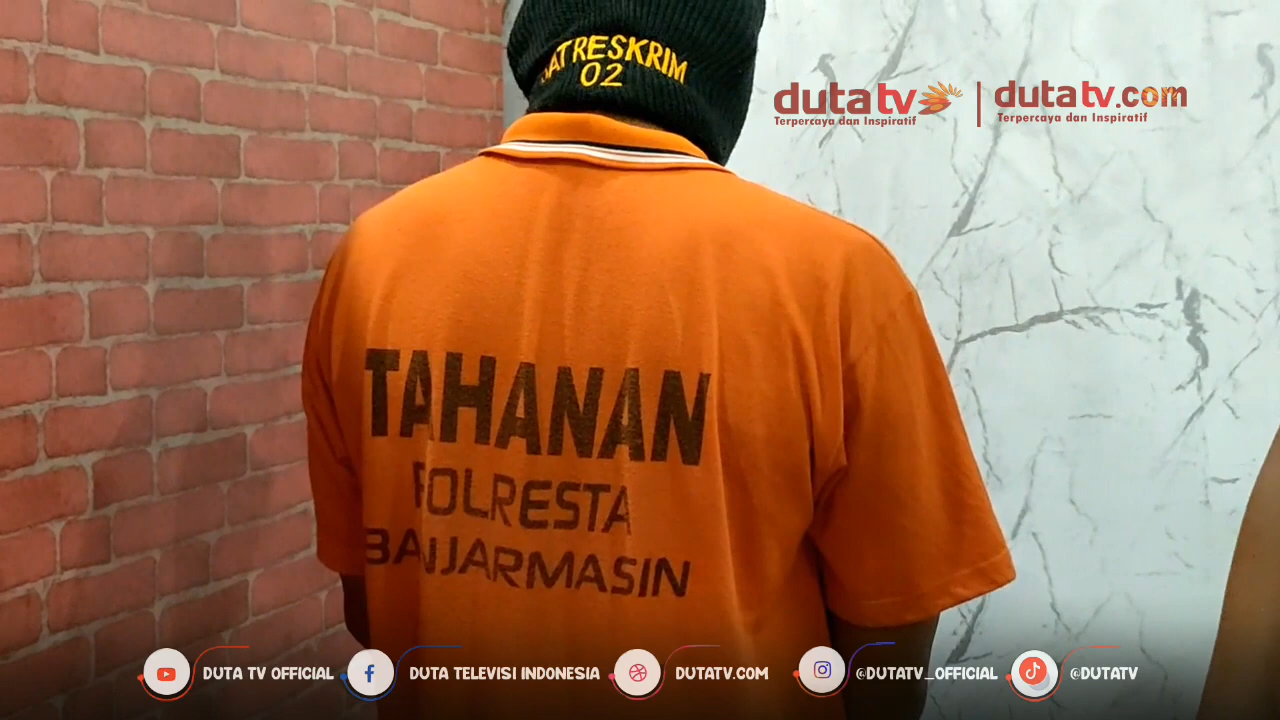 SATRESKRIM
02
dutatv | dutatv.com
Terpercaya dan Inspiratif Terpercaya dan Inspiratif
TAHANAN
POLRESTA
BANJARMASIN
DUTA TV OFFICIAL DUTA TELEVISI INDONESIA DUTATV.COM @DUTATV_OFFICIAL @DUTATV